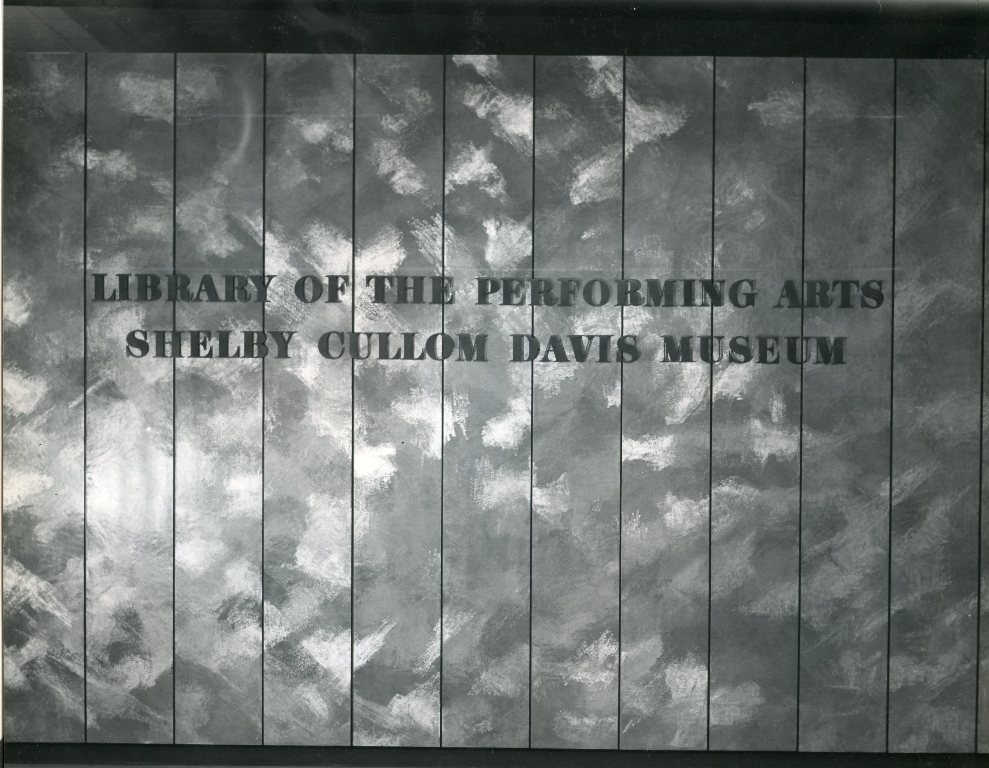 LIBRARY OF THE PERFORMING ARTS
SHELBY CULLOM DAVIS MUSEUM